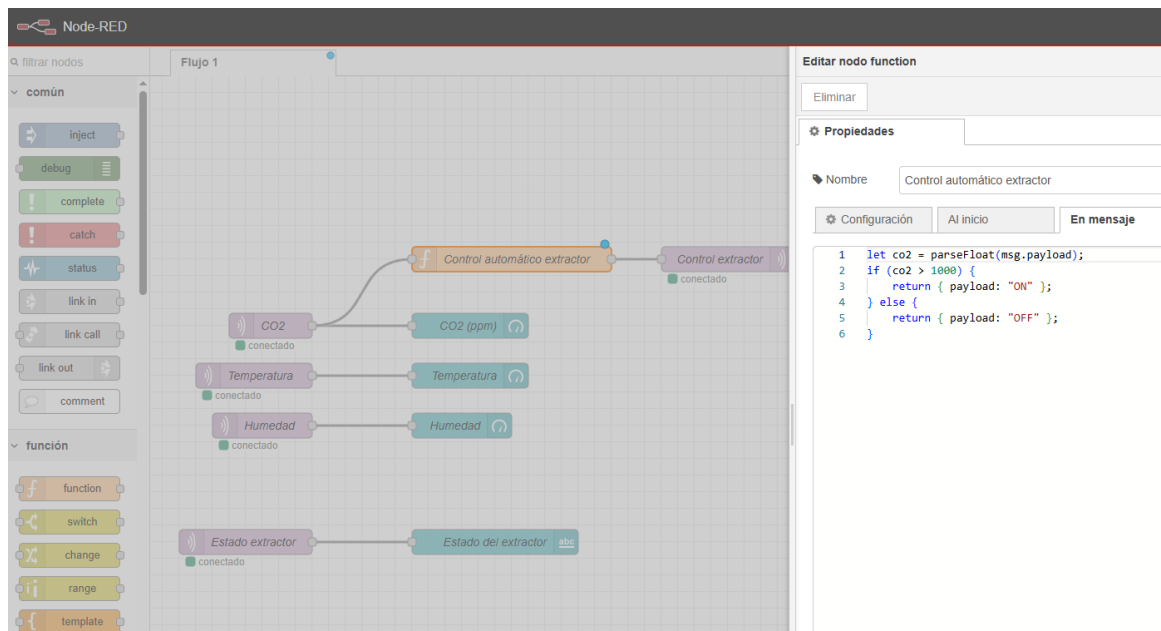 Node-RED
filtrar nodos
común
inject
debug
complete
catch
status
link in
link call
link out
comment
función
function
switch
change
range
template
Flujo 1
Control automático extractor
Control extractor
conectado
CO2
conectado
CO2 (ppm)
Temperatura
conectado
Temperatura
Humedad
conectado
Humedad
Estado extractor
conectado
Estado del extractor
abc
Editar nodo function
Eliminar
Propiedades
Nombre
Control automático extractor
Configuración
Al inicio
En mensaje
1 let co2 = parseFloat(msg.payload);
2 if (co2 > 1000) {
3     return { payload: "ON" };
4 } else {
5     return { payload: "OFF" };
6 }